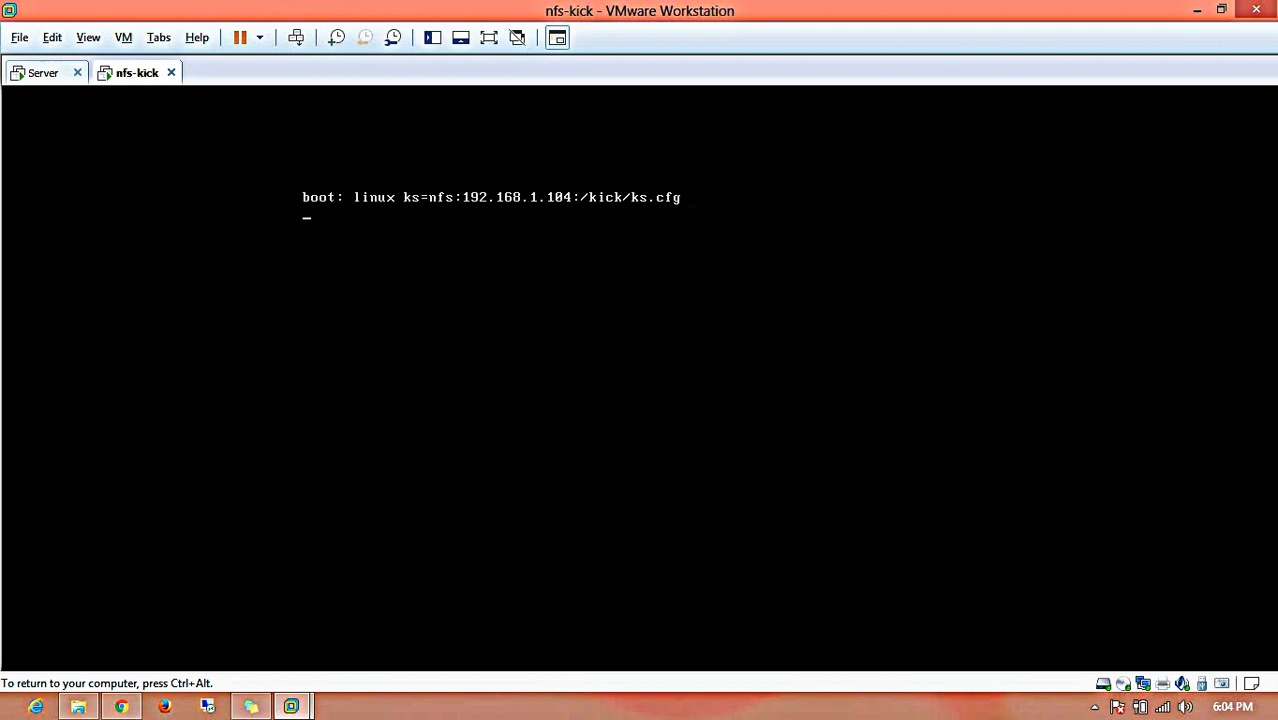 nfs-kick - VMware Workstation
File Edit View VM Tabs Help
Server nfs-kick
boot: linux ks=nfs:192.168.1.104:/kick/ks.cfg
To return to your computer, press Ctrl+Alt.
6:04 PM